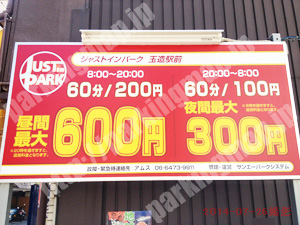 JUST IN PARK
ジャストインパーク 玉造駅前
8:00～20:00
60分/200円
昼間最大 600円
20:00～8:00
60分/100円
夜間最大
300円
故障・緊急時連絡先 アムス 06-6473-9911
管理・運営 サンエーパークシステム